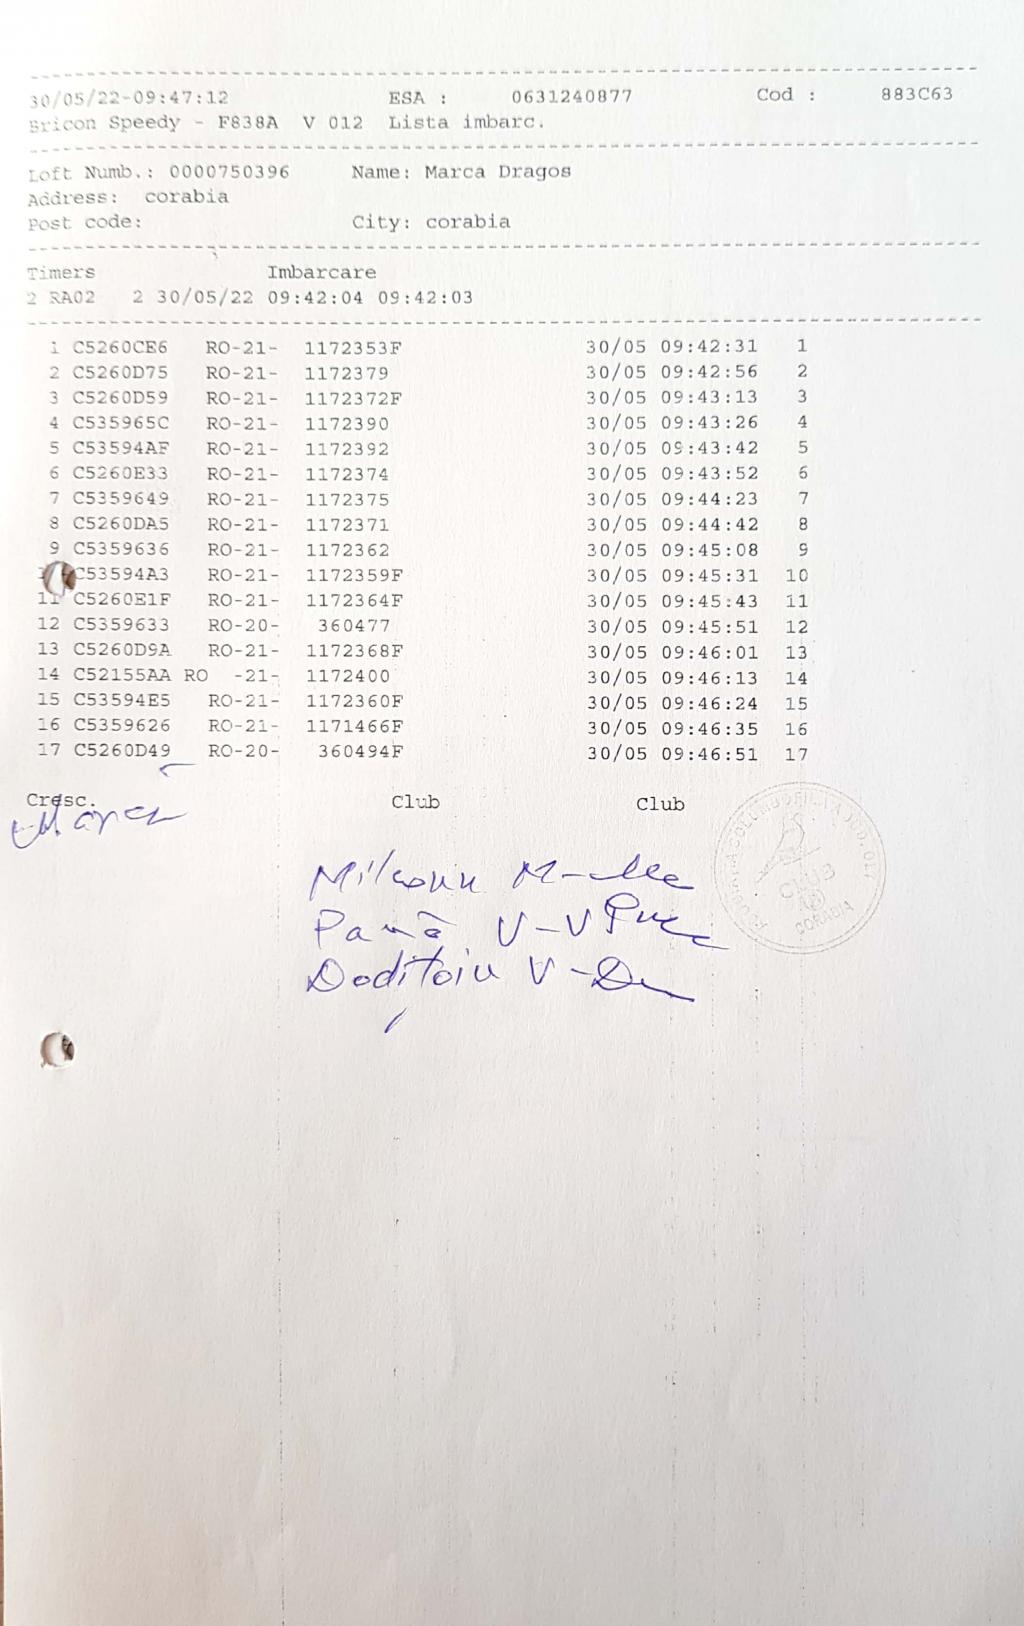 30/05/22-09:47:12 ESA : 0631240877 Cod : 883C63
Bricon Speedy - F838A V 012 Lista imbarc.
Loft Numb.: 0000750396 Name: Marca Dragos
Address: corabia
Post code: City: corabia
Timers Imbarcare
2 RA02 2 30/05/22 09:42:04 09:42:03
1 C5260CE6 RO-21- 1172353F 30/05 09:42:31 1
2 C5260D75 RO-21- 1172379 30/05 09:42:56 2
3 C5260D59 RO-21- 1172372F 30/05 09:43:13 3
4 C535965C RO-21- 1172390 30/05 09:43:26 4
5 C53594AF RO-21- 1172392 30/05 09:43:42 5
6 C5260E33 RO-21- 1172374 30/05 09:43:52 6
7 C5359649 RO-21- 1172375 30/05 09:44:23 7
8 C5260DA5 RO-21- 1172371 30/05 09:44:42 8
9 C5359636 RO-21- 1172362 30/05 09:45:08 9
C53594A3 RO-21- 1172359F 30/05 09:45:31 10
11 C5260E1F RO-21- 1172364F 30/05 09:45:43 11
12 C5359633 RO-20- 360477 30/05 09:45:51 12
13 C5260D9A RO-21- 1172368F 30/05 09:46:01 13
14 C52155AA RO -21- 1172400 30/05 09:46:13 14
15 C53594E5 RO-21- 1172360F 30/05 09:46:24 15
16 C5359626 RO-21- 1171466F 30/05 09:46:35 16
17 C5260D49 RO-20- 360494F 30/05 09:46:51 17
Cresc. Club Club
Marca
CLUB
CORABIA
M-
Pană V-V
Doditoiu V-